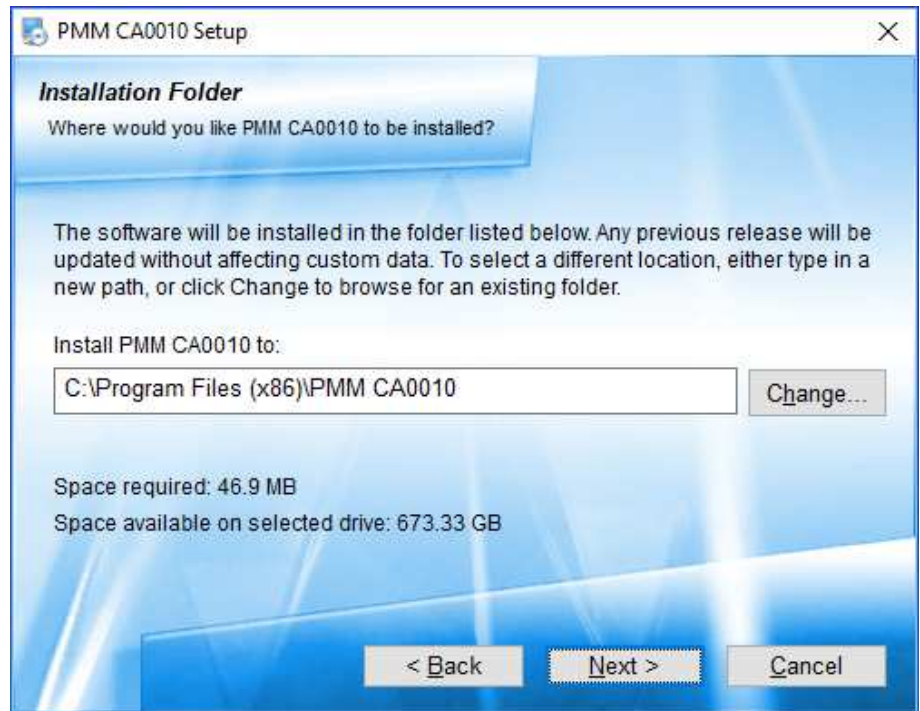 PMM CA0010 Setup
Installation Folder
Where would you like PMM CA0010 to be installed?
The software will be installed in the folder listed below. Any previous release will be
updated without affecting custom data. To select a different location, either type in a
new path, or click Change to browse for an existing folder.
Install PMM CA0010 to:
C:\Program Files (x86)\PMM CA0010
Change...
Space required: 46.9 MB
Space available on selected drive: 673.33 GB
< Back
Next >
Cancel